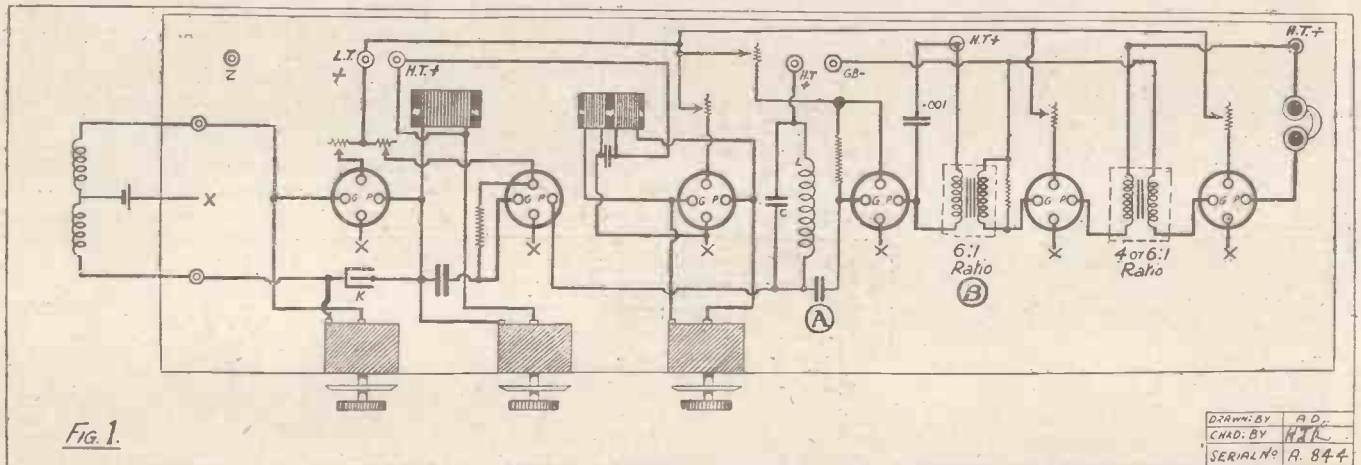 Z
L.T.
+
H.T.+
H.T
+
GB-
H.T.+
H.T.+
.001
L
C
X
G P
G P
G P
G P
G P
G P
X
X
X
X
X
X
K
A
6:1
Ratio
B
4 or 6:1
Ratio
FIG. 1.
DRAWN: BY A D.
CHKD: BY
SERIAL No A. 844